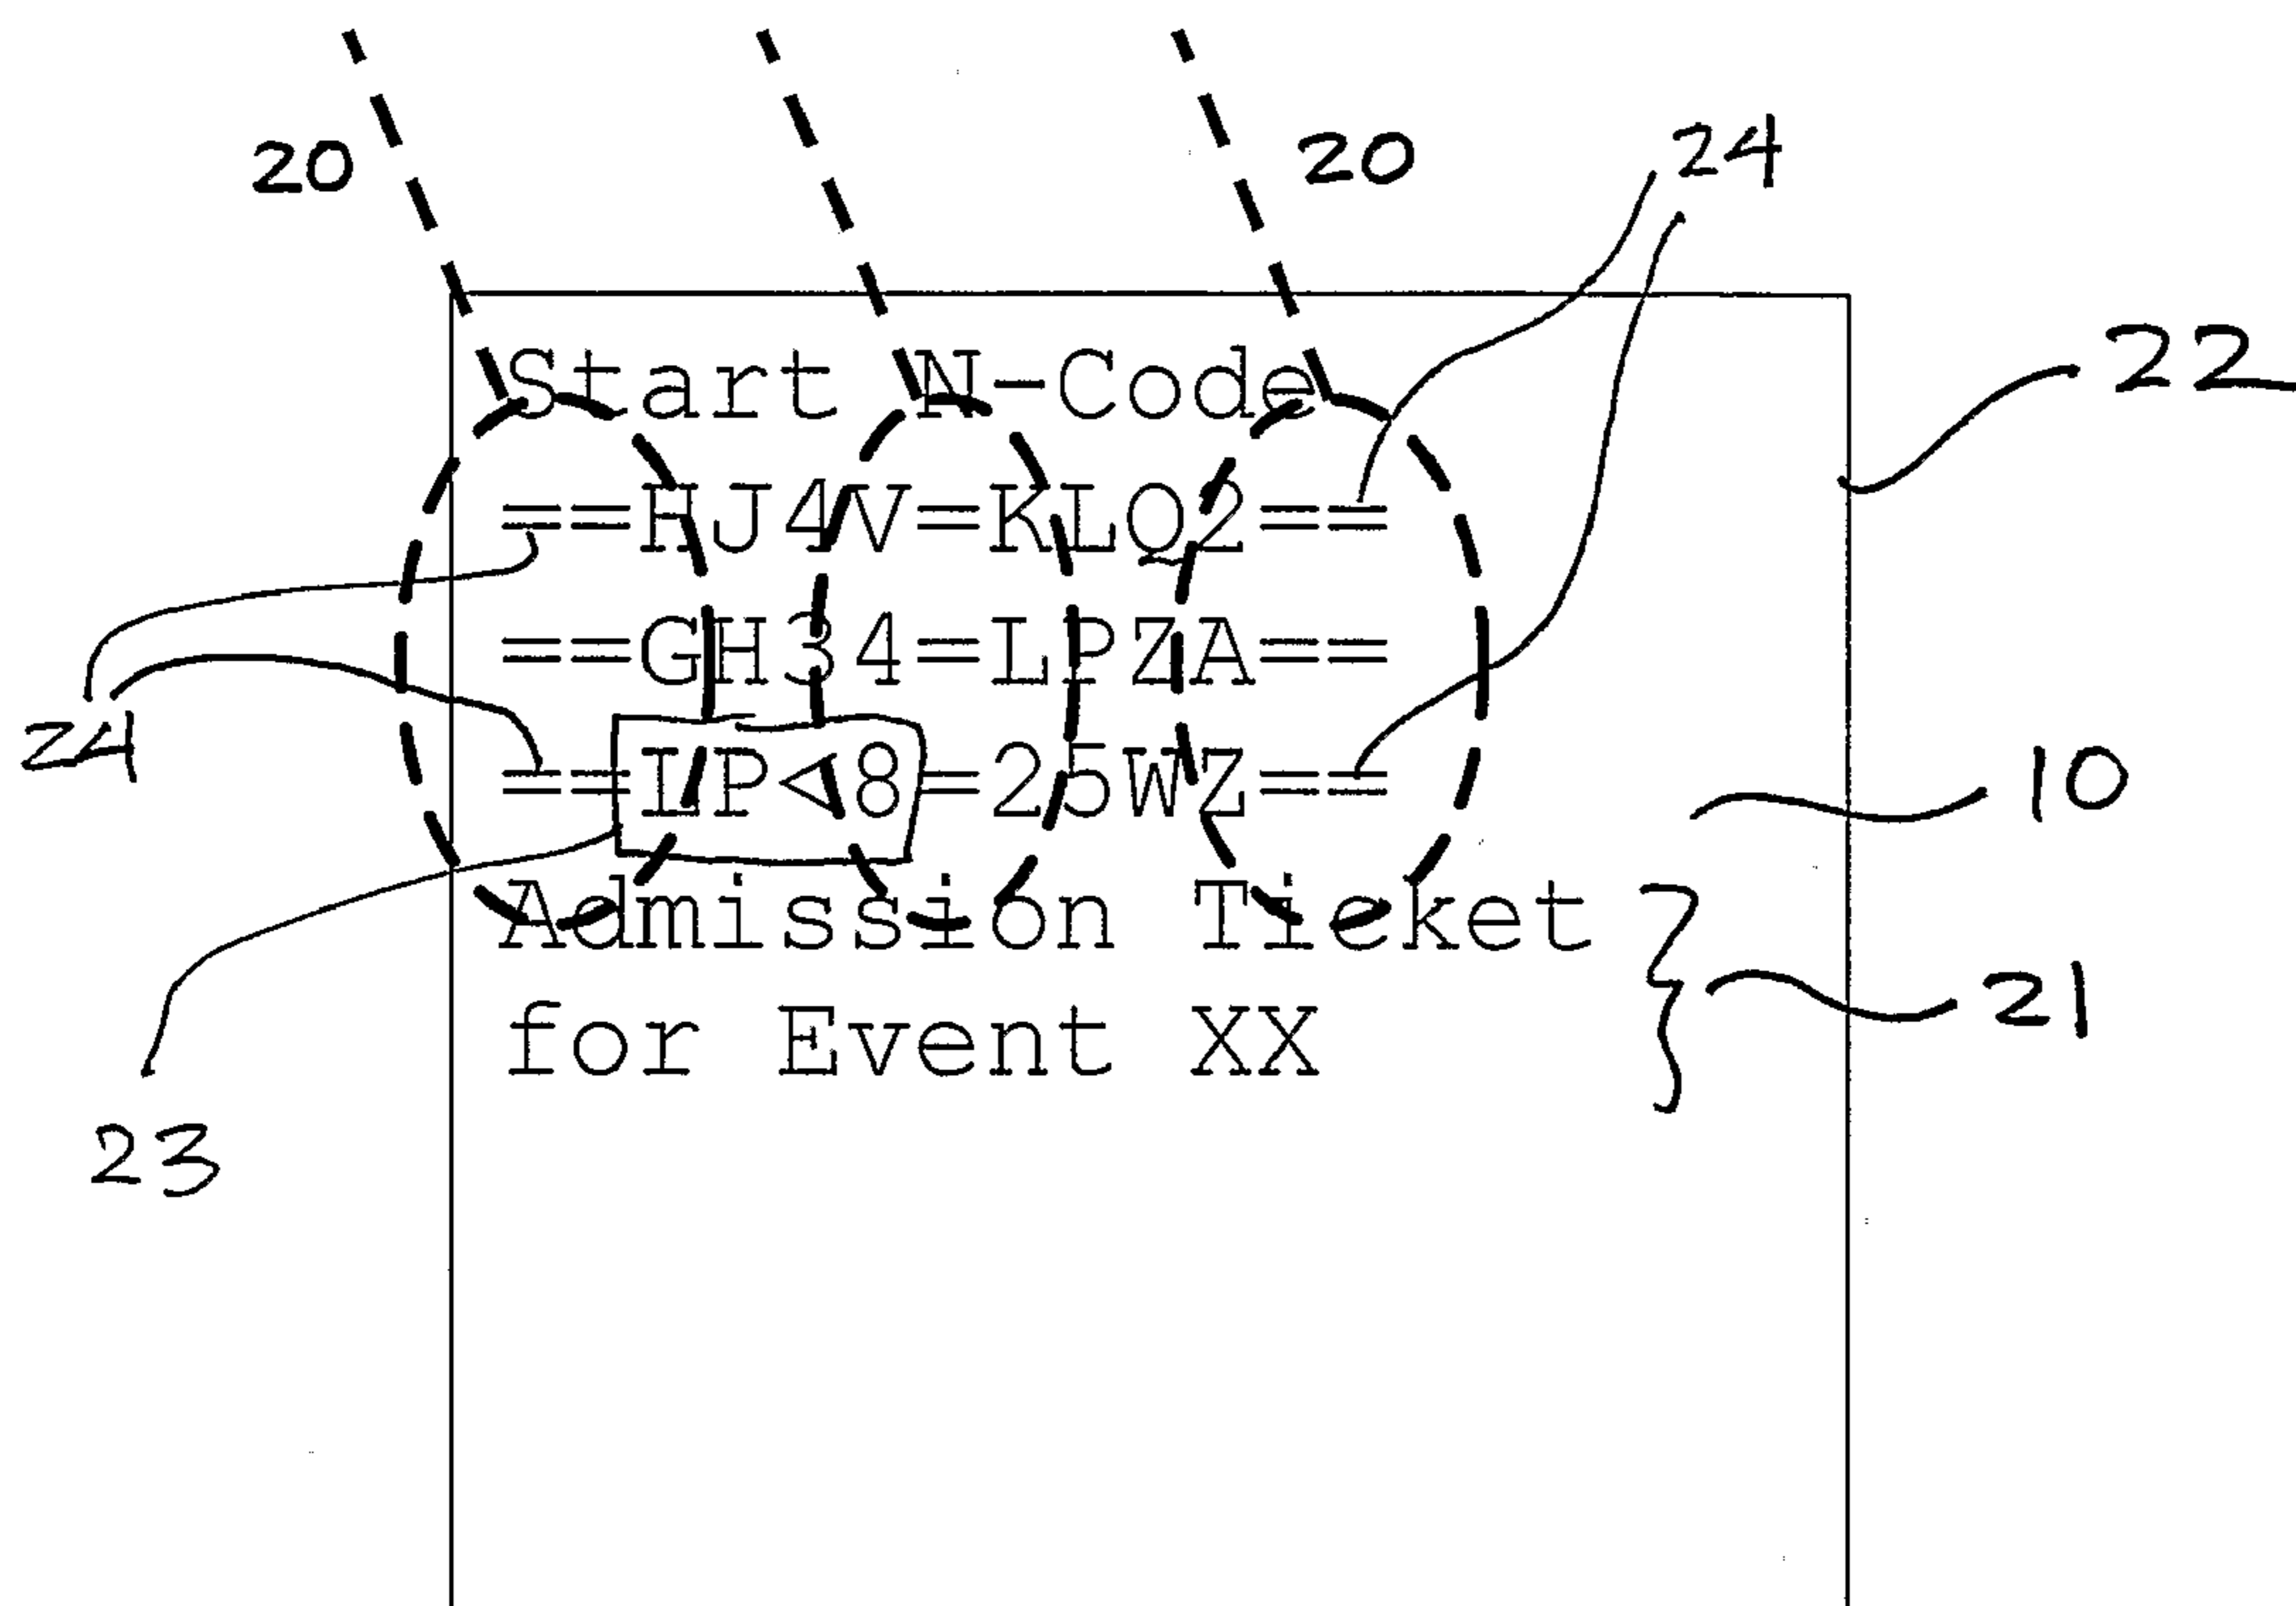 20
20
24
22
Start N-Code
==HJ4V=KLQ2==
==GH34=LPZA==
24
==LP<8=25WZ==
10
Admission Ticket
21
for Event XX
23